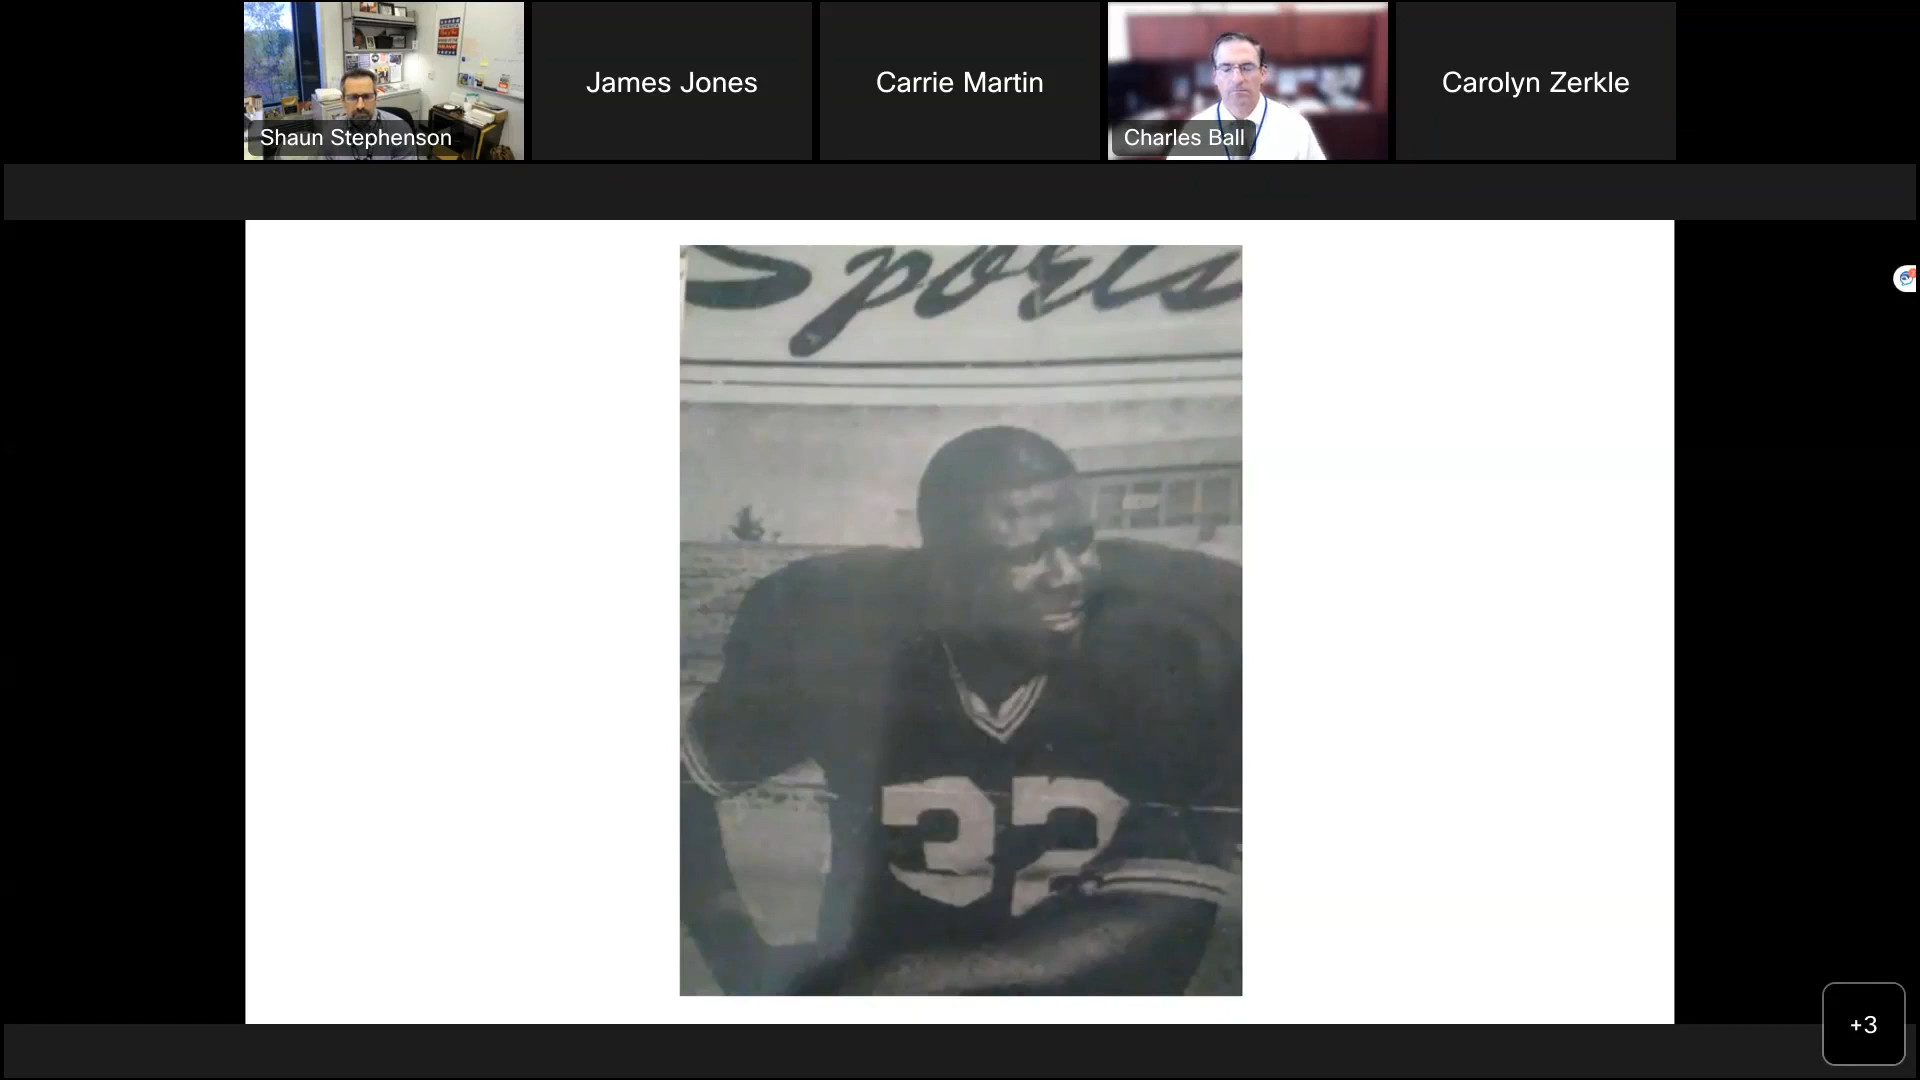 Shaun Stephenson
James Jones
Carrie Martin
Charles Ball
Carolyn Zerkle
Sports
32
+3